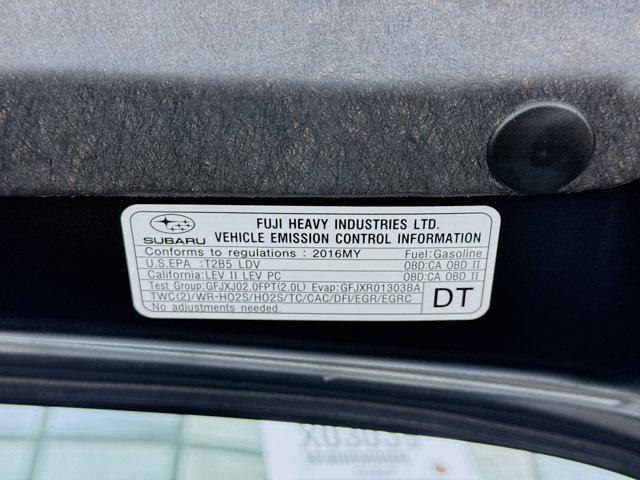 SUBARU
FUJI HEAVY INDUSTRIES LTD.
VEHICLE EMISSION CONTROL INFORMATION
Conforms to regulations : 2016MY Fuel:Gasoline
U.S.EPA :T2B5 LDV OBD:CA OBD II
California:LEV II LEV PC OBD:CA OBD II
Test Group:GFJXJ02.0FPT(2.0L) Evap:GFJXR01303BA
TWC(2)/WR-HO2S/HO2S/TC/CAC/DFI/EGR/EGRC
No adjustments needed.
DT